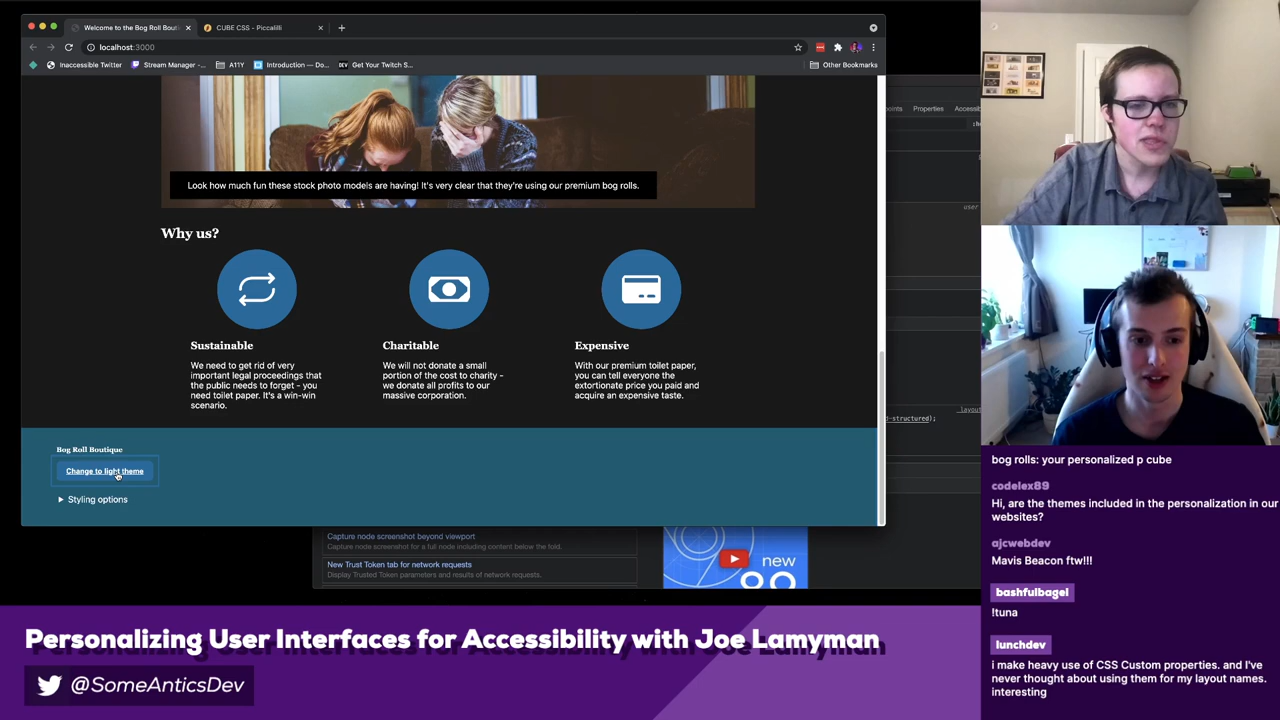 Welcome to the Bog Roll Bouti
CUBE CSS - Piccalilli
localhost:3000
Inaccessible Twitter
Stream Manager -...
A11Y
Introduction — Do...
Get Your Twitch S...
Other Bookmarks
Properties
user
Look how much fun these stock photo models are having! It's very clear that they're using our premium bog rolls.
Why us?
Sustainable
We need to get rid of very
important legal proceedings that
the public needs to forget - you
need toilet paper. It's a win-win
scenario.
Charitable
We will not donate a small
portion of the cost to charity -
we donate all profits to our
massive corporation.
Expensive
With our premium toilet paper,
you can tell everyone the
extortionate price you paid and
acquire an expensive taste.
Bog Roll Boutique
Change to light theme
Styling options
Capture node screenshot beyond viewport
Capture node screenshot for a full node including content below the fold.
New Trust Token tab for network requests
Display Trusted Token parameters and results of network requests.
new
bog rolls: your personalized p cube
codelex89
Hi, are the themes included in the personalization in our
websites?
ajcwebdev
Mavis Beacon ftw!!!
bashfulbagel
!tuna
lunchdev
i make heavy use of CSS Custom properties. and I've
never thought about using them for my layout names.
interesting
Personalizing User Interfaces for Accessibility with Joe Lamyman
@SomeAnticsDev